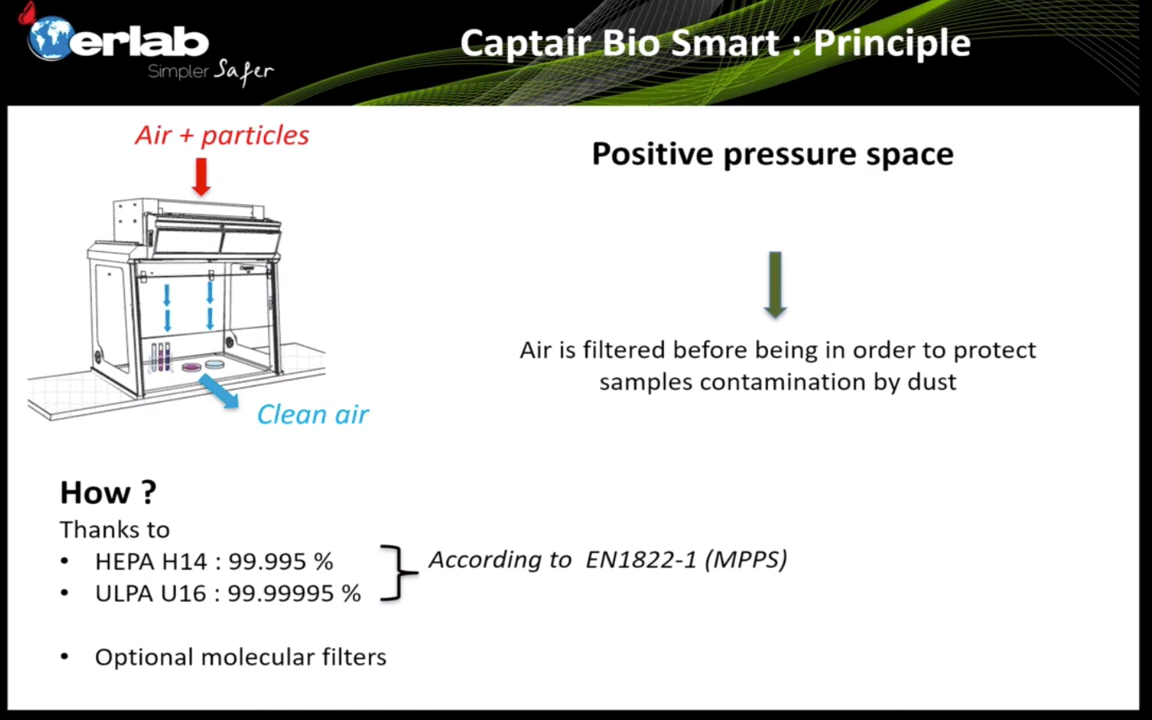 erlab
Simpler Safer
Captair Bio Smart : Principle
Air + particles
Clean air
Positive pressure space
Air is filtered before being in order to protect
samples contamination by dust
How ?
Thanks to
• HEPA H14 : 99.995 %
• ULPA U16 : 99.99995 %
According to EN1822-1 (MPPS)
• Optional molecular filters